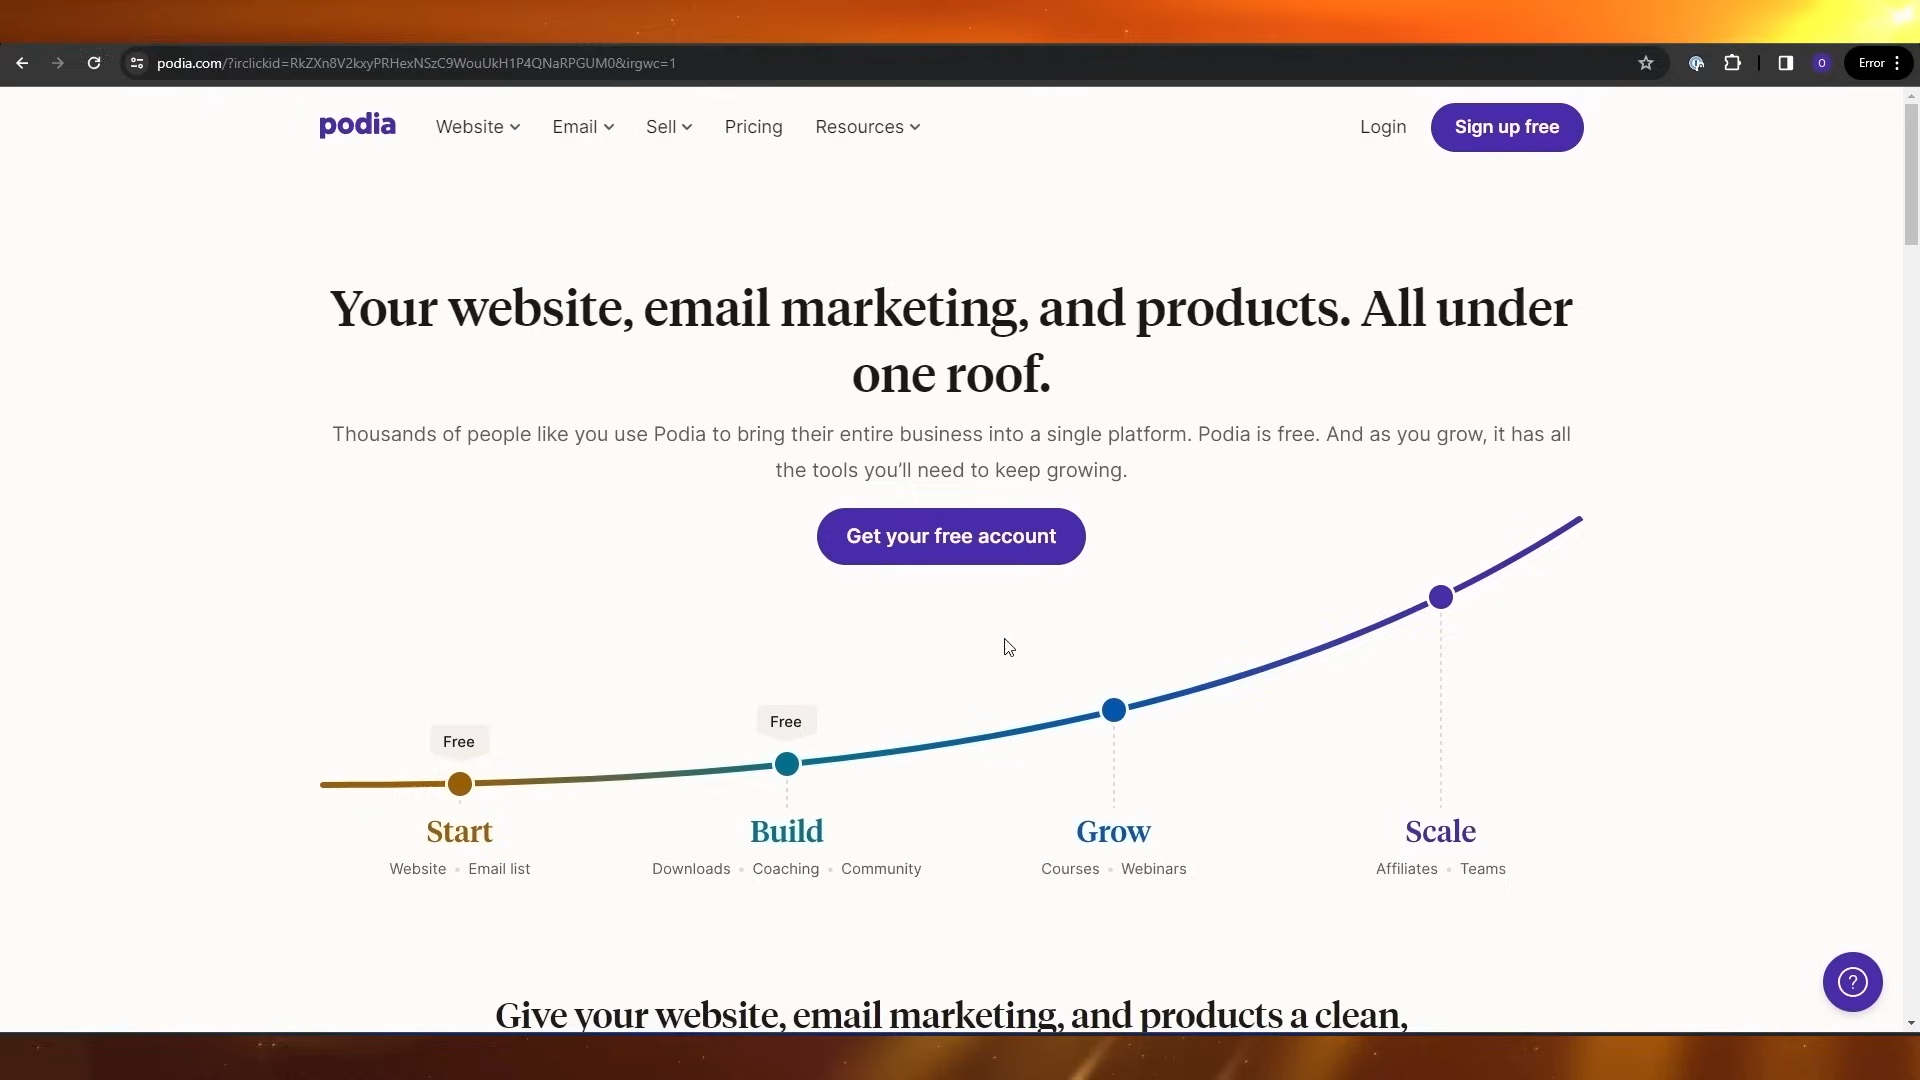 podia.com/?irclickid=RkZXn8V2kxyPRHexNSzC9WouUkH1P4QNaRPGUM0&irgwc=1
O
Error
podia
Website
Email
Sell
Pricing
Resources
Login
Sign up free
Your website, email marketing, and products. All under
one roof.
Thousands of people like you use Podia to bring their entire business into a single platform. Podia is free. And as you grow, it has all
the tools you’ll need to keep growing.
Get your free account
Free
Free
Start
Build
Grow
Scale
Website • Email list
Downloads • Coaching • Community
Courses • Webinars
Affiliates • Teams
?
Give your website, email marketing, and products a clean,